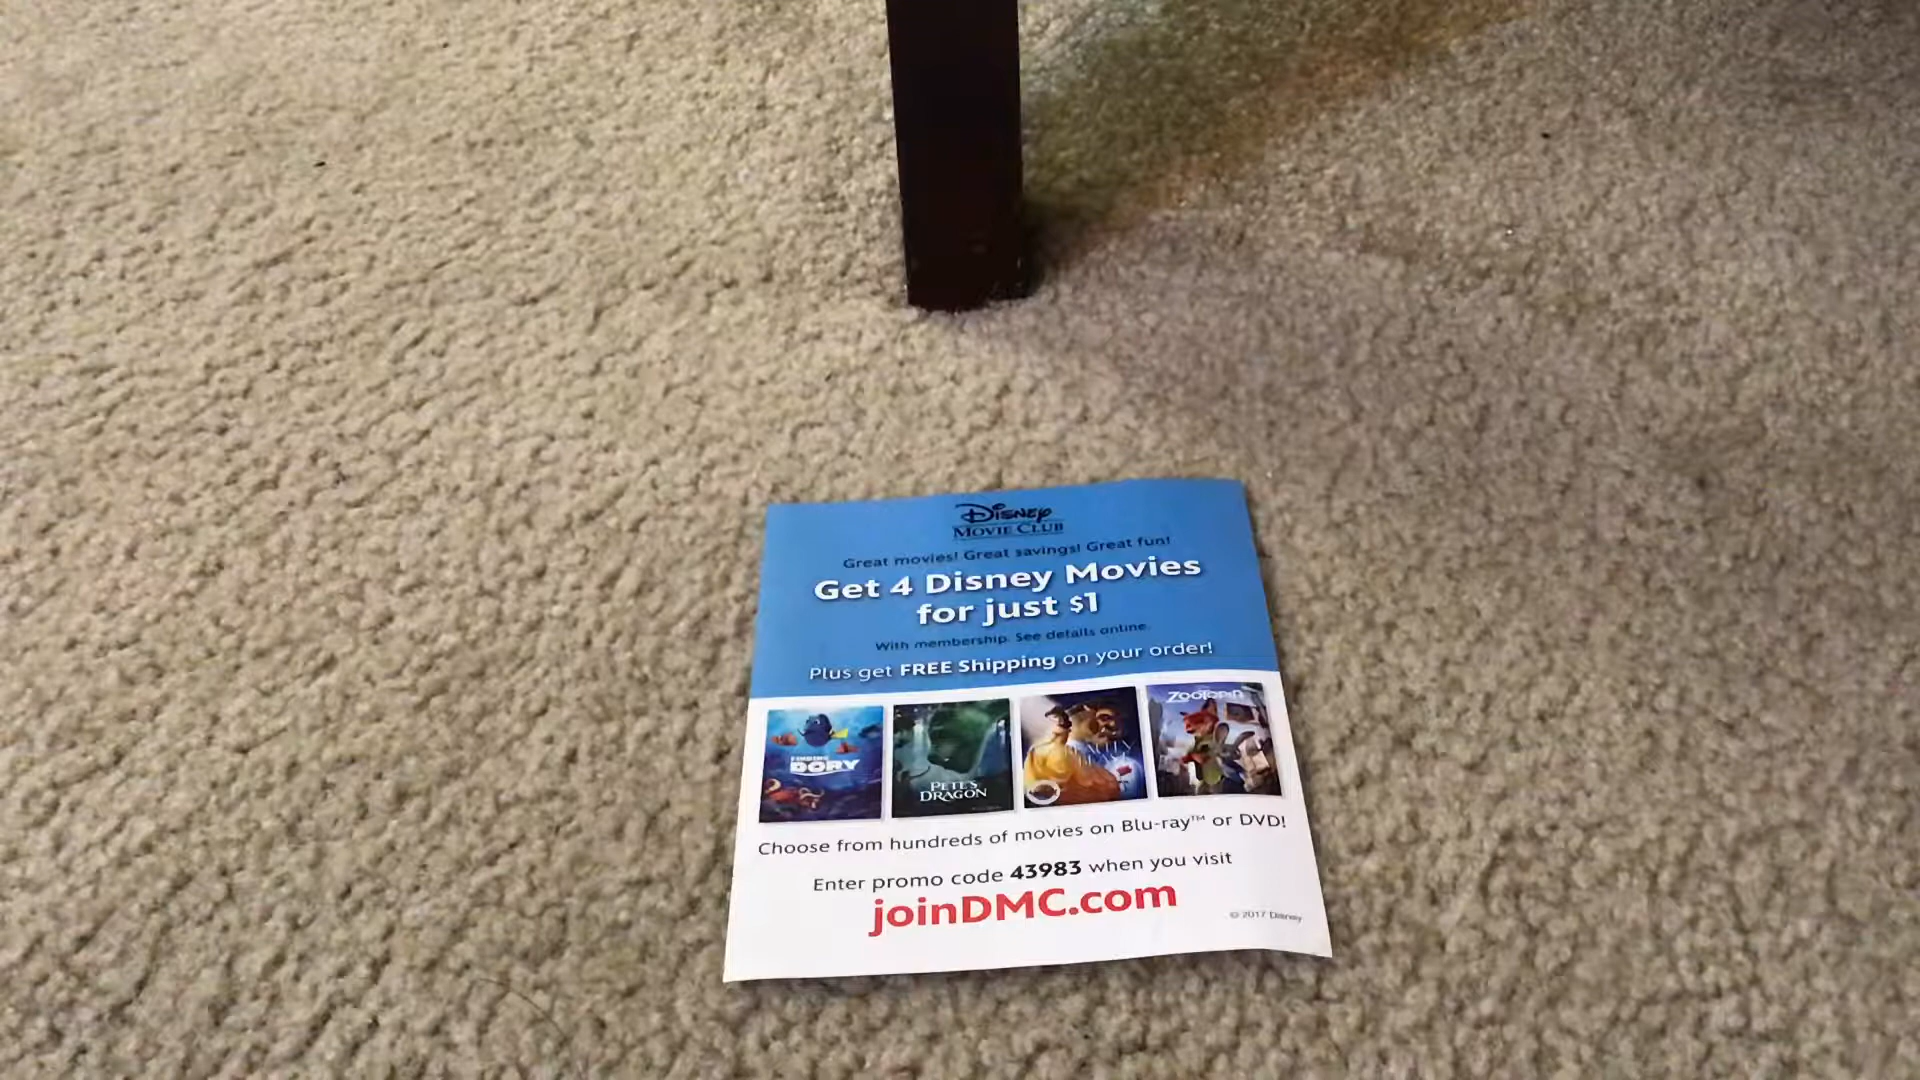 Disney
MOVIE CLUB
Great movies! Great savings! Great fun!
Get 4 Disney Movies
for just $1
With membership. See details online.
Plus get FREE Shipping on your order!
FINDING
DORY
PETE'S
DRAGON
BEAUTY
ZOOTOPIA
Choose from hundreds of movies on Blu-ray™ or DVD!
Enter promo code 43983 when you visit
joinDMC.com
© 2017 Disney